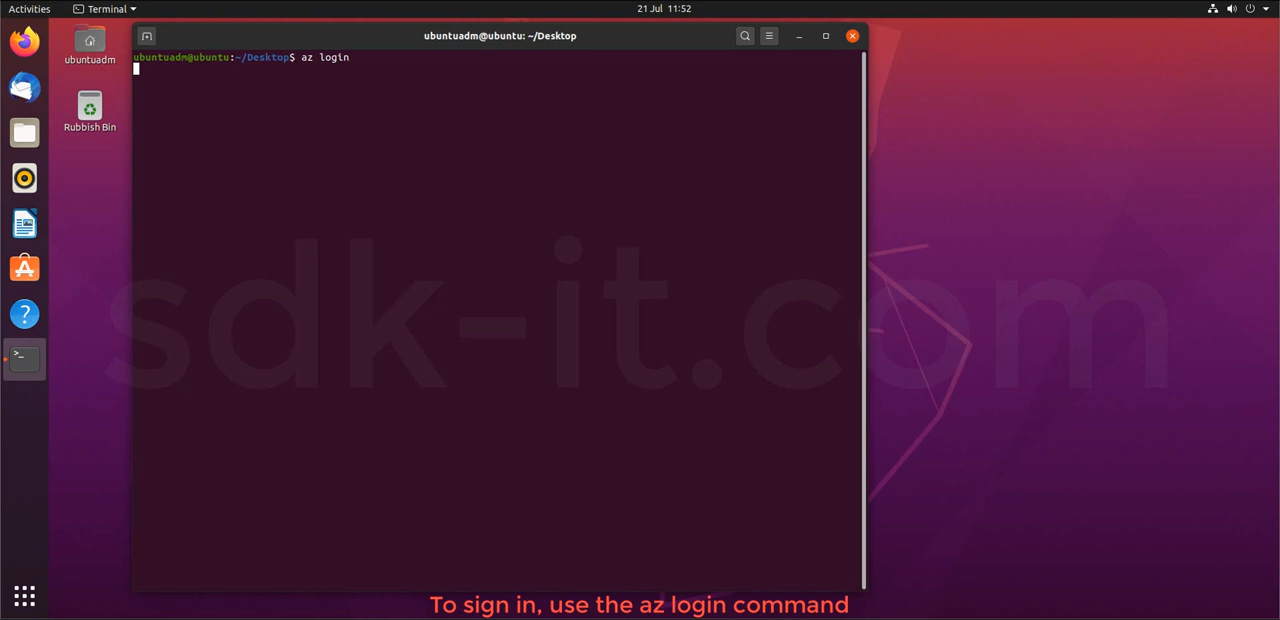 Activities
Terminal
21 Jul 11:52
ubuntuadm
Rubbish Bin
ubuntuadm@ubuntu: ~/Desktop
ubuntuadm@ubuntu:~/Desktop$ az login
sdk-it.com
To sign in, use the az login command